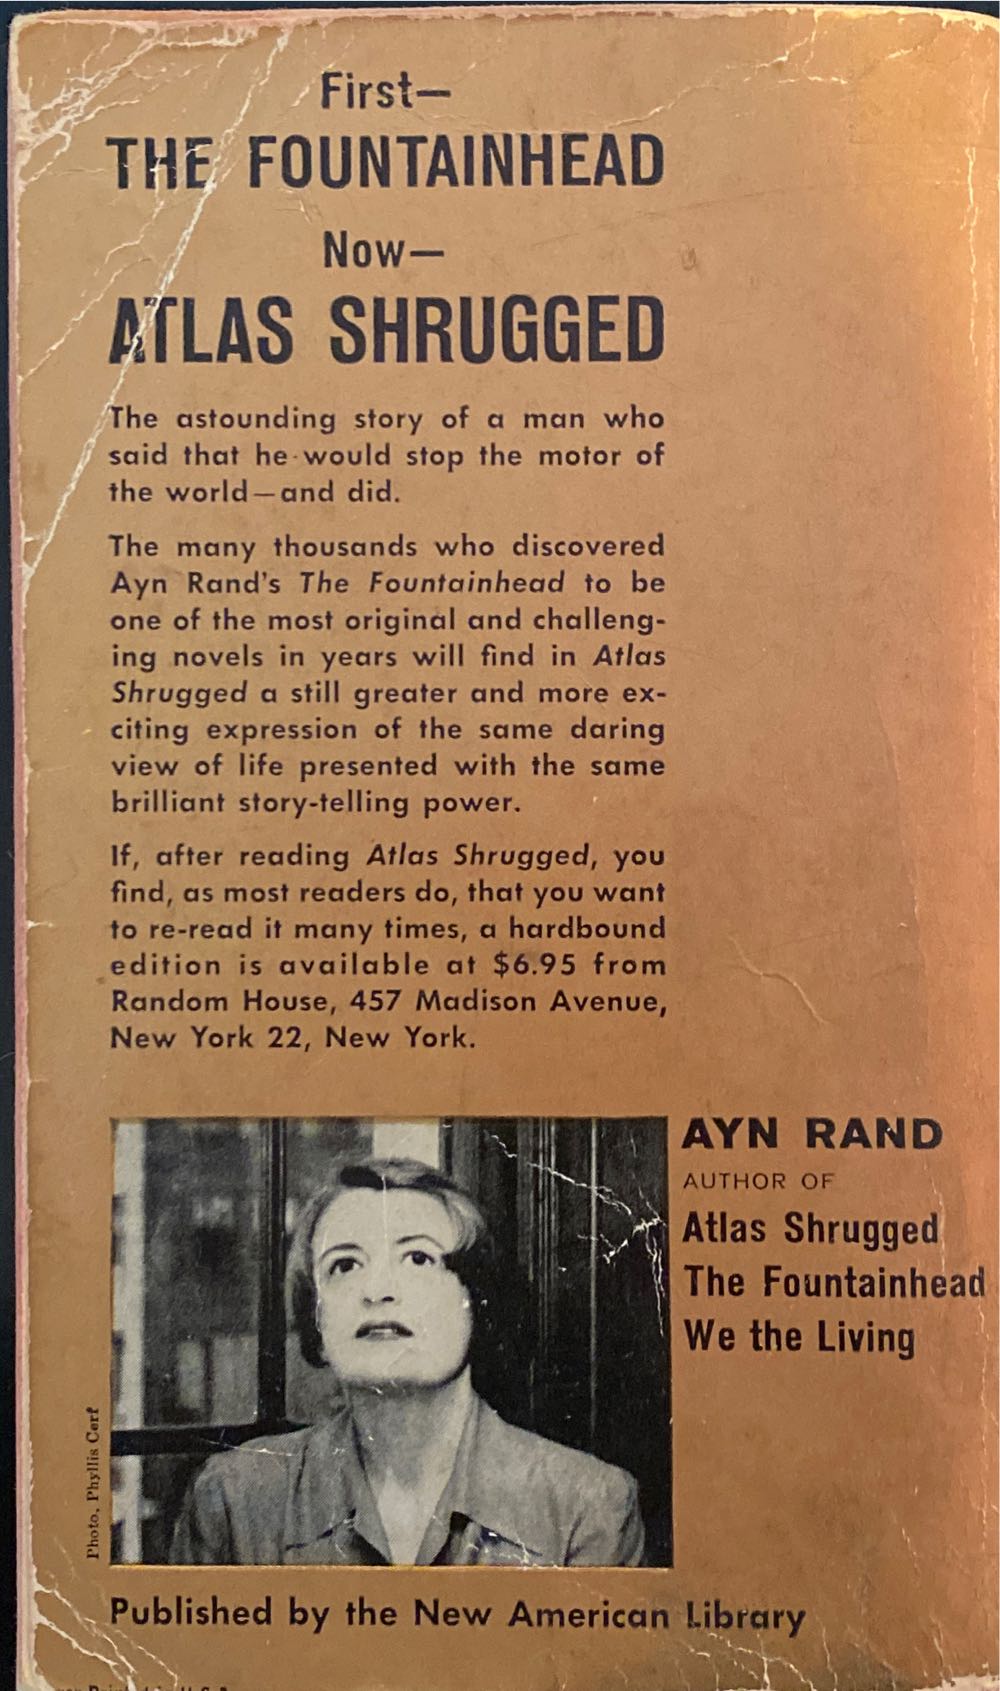 First—
THE FOUNTAINHEAD
Now—
ATLAS SHRUGGED
The astounding story of a man who
said that he would stop the motor of
the world—and did.
The many thousands who discovered
Ayn Rand's The Fountainhead to be
one of the most original and challeng-
ing novels in years will find in Atlas
Shrugged a still greater and more ex-
citing expression of the same daring
view of life presented with the same
brilliant story-telling power.
If, after reading Atlas Shrugged, you
find, as most readers do, that you want
to re-read it many times, a hardbound
edition is available at $6.95 from
Random House, 457 Madison Avenue,
New York 22, New York.
AYN RAND
AUTHOR OF
Atlas Shrugged
The Fountainhead
We the Living
Photo, Phyllis Cerf
Published by the New American Library